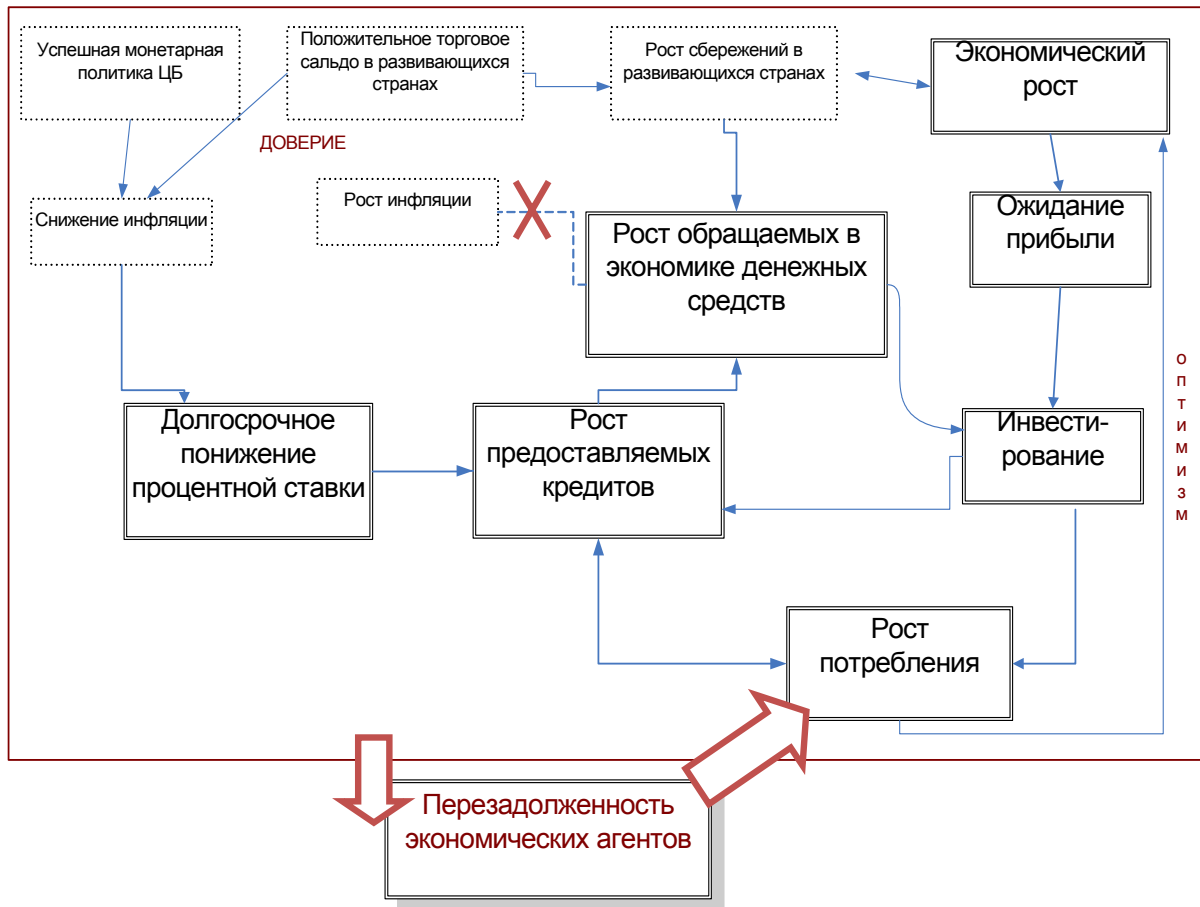 Успешная монетарная
политика ЦБ
Положительное торговое
сальдо в развивающихся
странах
Рост сбережений в
развивающихся странах
Экономический
рост
ДОВЕРИЕ
Снижение инфляции
Рост инфляции
Рост обращаемых в
экономике денежных
средств
Ожидание
прибыли
Долгосрочное
понижение
процентной ставки
Рост
предоставляемых
кредитов
Инвести-
рование
о
п
т
и
м
и
з
м
Рост
потребления
Перезадолженность
экономических агентов